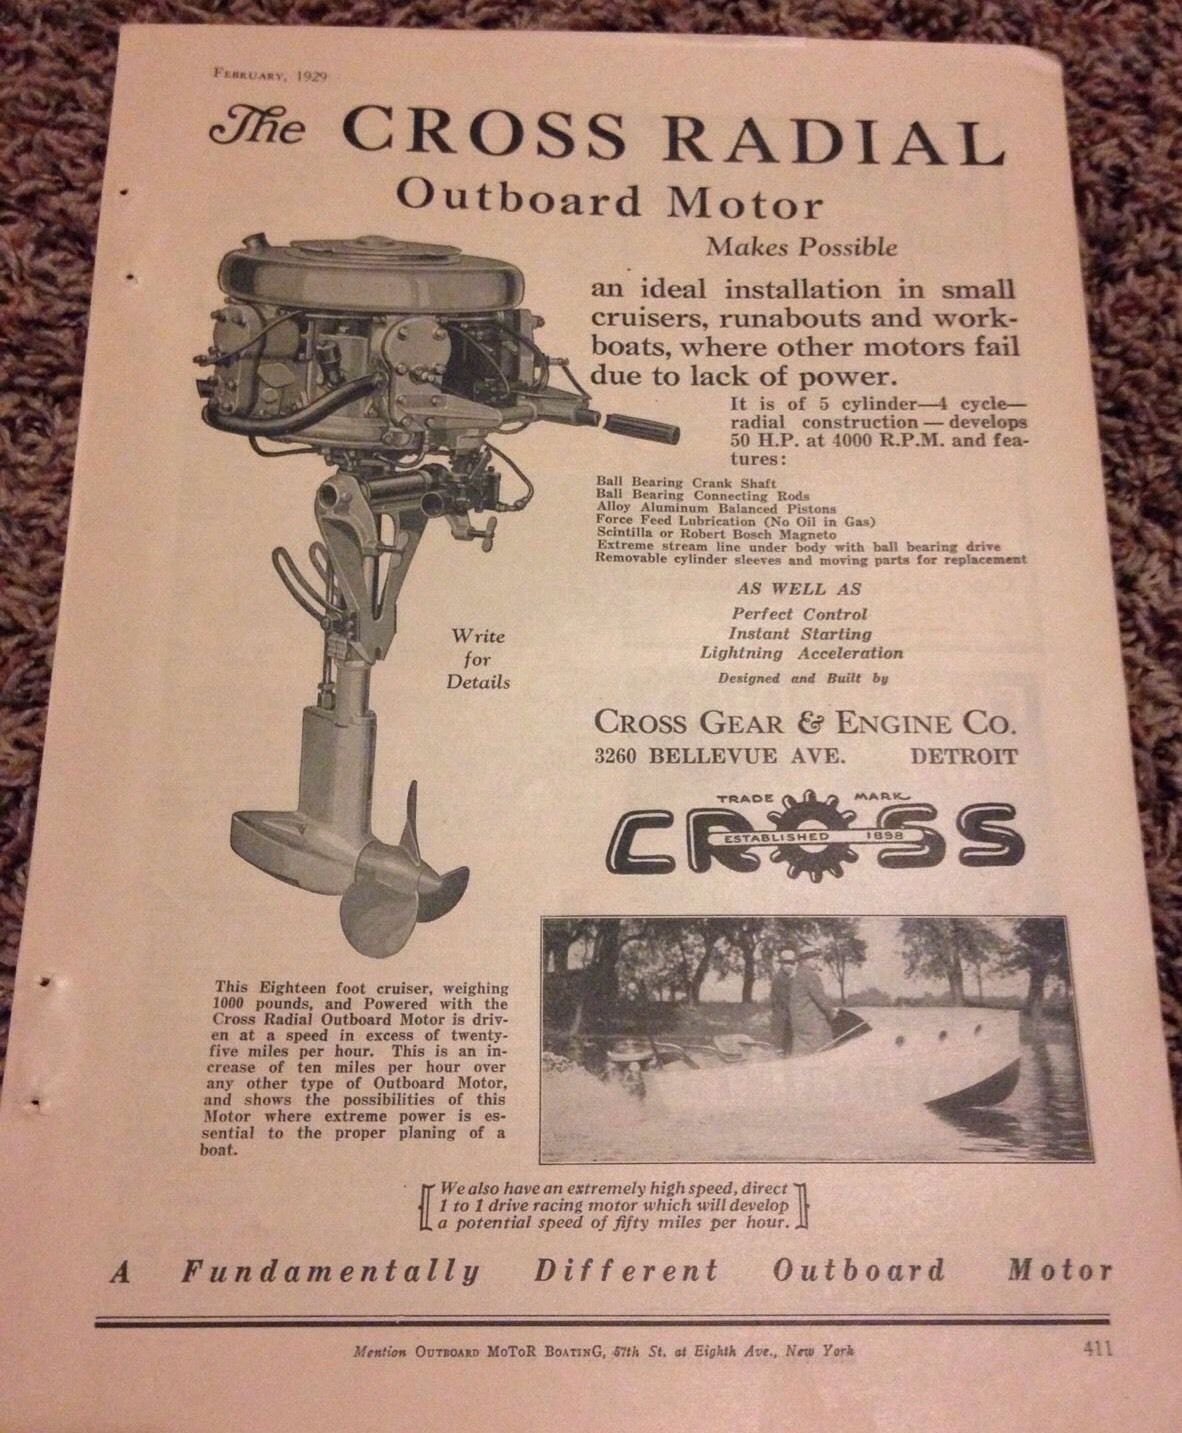 February, 1929
The CROSS RADIAL
Outboard Motor
Makes Possible
an ideal installation in small
cruisers, runabouts and work-
boats, where other motors fail
due to lack of power.
It is of 5 cylinder—4 cycle—
radial construction — develops
50 H.P. at 4000 R.P.M. and fea-
tures:
Ball Bearing Crank Shaft
Ball Bearing Connecting Rods
Alloy Aluminum Balanced Pistons
Force Feed Lubrication (No Oil in Gas)
Scintilla or Robert Bosch Magneto
Extreme stream line under body with ball bearing drive
Removable cylinder sleeves and moving parts for replacement
AS WELL AS
Perfect Control
Instant Starting
Lightning Acceleration
Designed and Built by
Write
for
Details
Cross Gear & Engine Co.
3260 BELLEVUE AVE. DETROIT
TRADE MARK
CROSS
ESTABLISHED 1898
This Eighteen foot cruiser, weighing
1000 pounds, and Powered with the
Cross Radial Outboard Motor is driv-
en at a speed in excess of twenty-
five miles per hour. This is an in-
crease of ten miles per hour over
any other type of Outboard Motor,
and shows the possibilities of this
Motor where extreme power is es-
sential to the proper planing of a
boat.
We also have an extremely high speed, direct
1 to 1 drive racing motor which will develop
a potential speed of fifty miles per hour.
A Fundamentally Different Outboard Motor
Mention Outboard MoToR BoatinG, 57th St. at Eighth Ave., New York
411